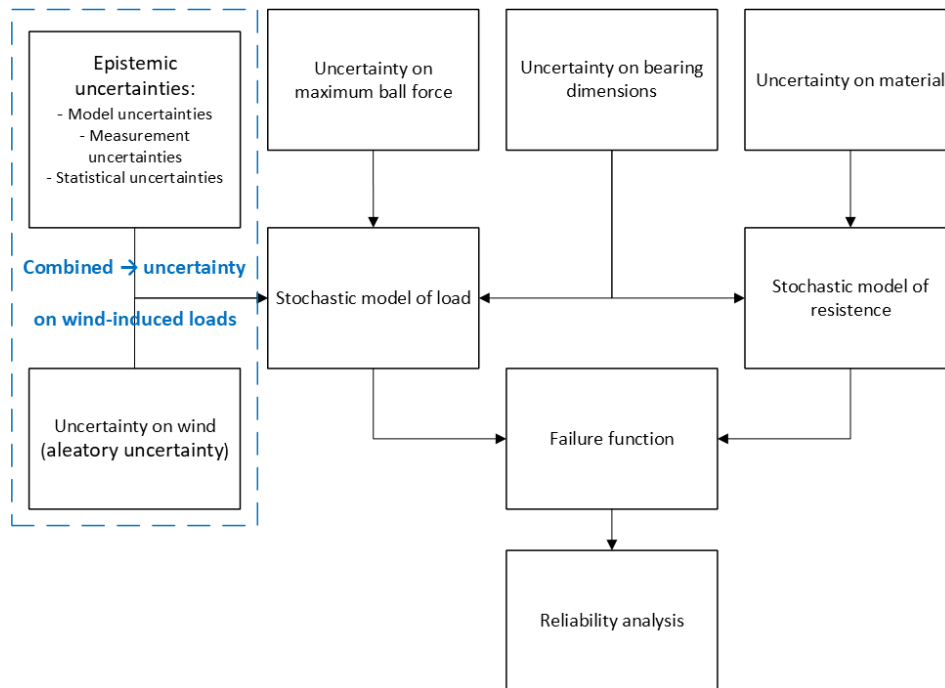 Epistemic
uncertainties:
- Model uncertainties
- Measurement
uncertainties
- Statistical uncertainties
Uncertainty on
maximum ball force
Uncertainty on bearing
dimensions
Uncertainty on material
Combined → uncertainty
on wind-induced loads
Stochastic model of load
Stochastic model of
resistence
Uncertainty on wind
(aleatory uncertainty)
Failure function
Reliability analysis